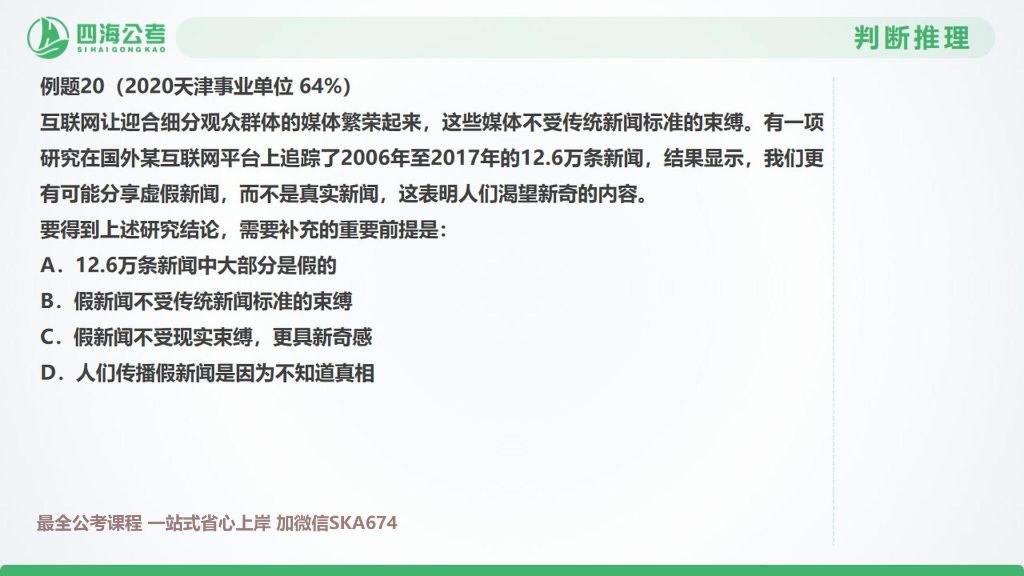 四海公考
SIHAIGONGKAO
判断推理
例题20（2020天津事业单位 64%）
互联网让迎合细分观众群体的媒体繁荣起来，这些媒体不受传统新闻标准的束缚。有一项
研究在国外某互联网平台上追踪了2006年至2017年的12.6万条新闻，结果显示，我们更
有可能分享虚假新闻，而不是真实新闻，这表明人们渴望新奇的内容。
要得到上述研究结论，需要补充的重要前提是：
A．12.6万条新闻中大部分是假的
B．假新闻不受传统新闻标准的束缚
C．假新闻不受现实束缚，更具新奇感
D．人们传播假新闻是因为不知道真相
最全公考课程 一站式省心上岸 加微信SKA674